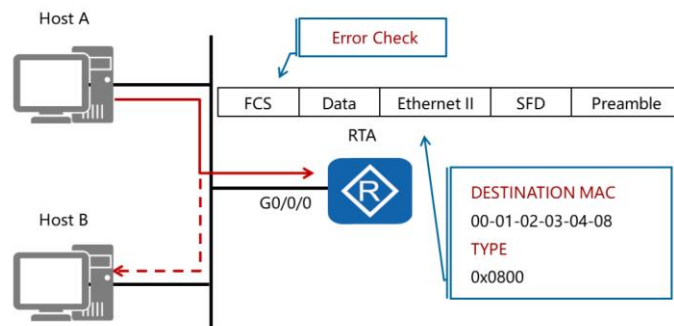 Host A
Error Check
FCS Data Ethernet II SFD Preamble
RTA
R
G0/0/0
DESTINATION MAC
00-01-02-03-04-08
TYPE
0x0800
Host B